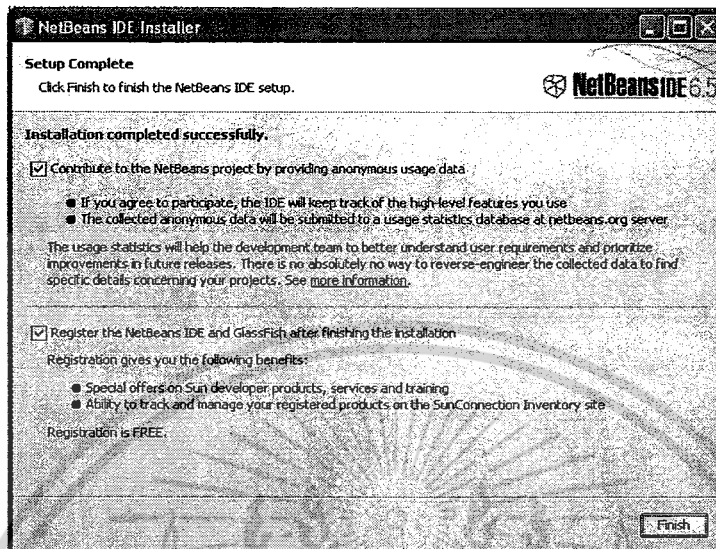 NetBeans IDE Installer
Setup Complete
Click Finish to finish the NetBeans IDE setup.
NetBeans IDE 6.5
Installation completed successfully.
Contribute to the NetBeans project by providing anonymous usage data
If you agree to participate, the IDE will keep track of the high-level features you use
The collected anonymous data will be submitted to a usage statistics database at netbeans.org server
The usage statistics will help the development team to better understand user requirements and prioritize
improvements in future releases. There is no absolutely no way to reverse-engineer the collected data to find
specific details concerning your projects. See more information.
Register the NetBeans IDE and GlassFish after finishing the installation
Registration gives you the following benefits:
Special offers on Sun developer products, services and training
Ability to track and manage your registered products on the SunConnection Inventory site
Registration is FREE.
Finish